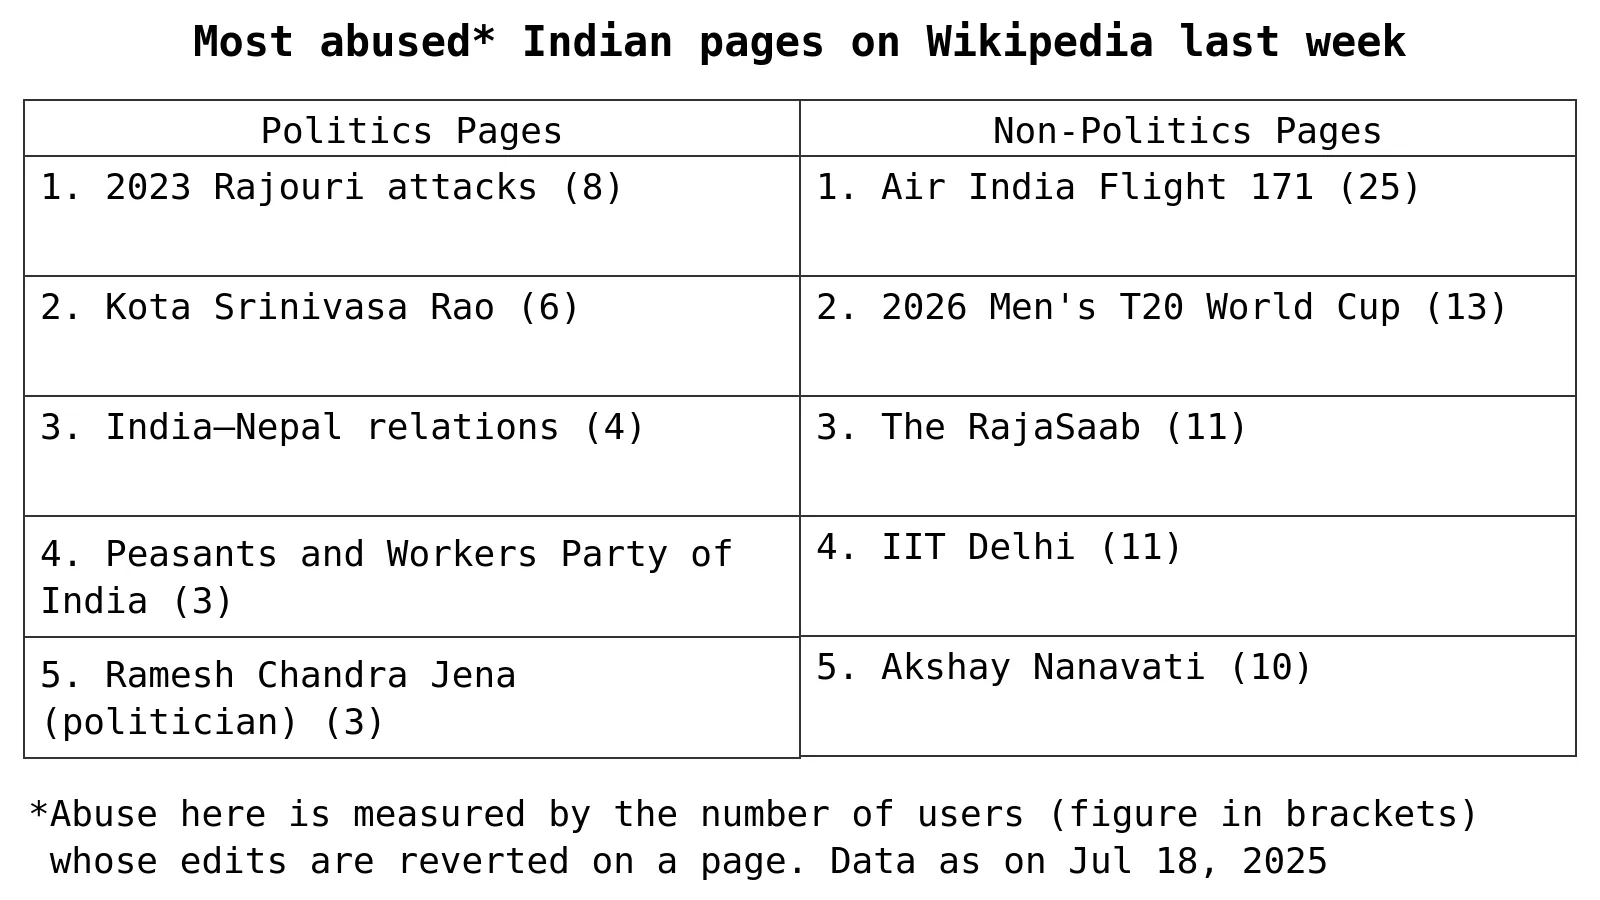 Most abused* Indian pages on Wikipedia last week
Politics Pages
Non-Politics Pages
1. 2023 Rajouri attacks (8)
1. Air India Flight 171 (25)
2. Kota Srinivasa Rao (6)
2. 2026 Men's T20 World Cup (13)
3. India–Nepal relations (4)
3. The RajaSaab (11)
4. Peasants and Workers Party of
India (3)
4. IIT Delhi (11)
5. Ramesh Chandra Jena
(politician) (3)
5. Akshay Nanavati (10)
*Abuse here is measured by the number of users (figure in brackets)
whose edits are reverted on a page. Data as on Jul 18, 2025